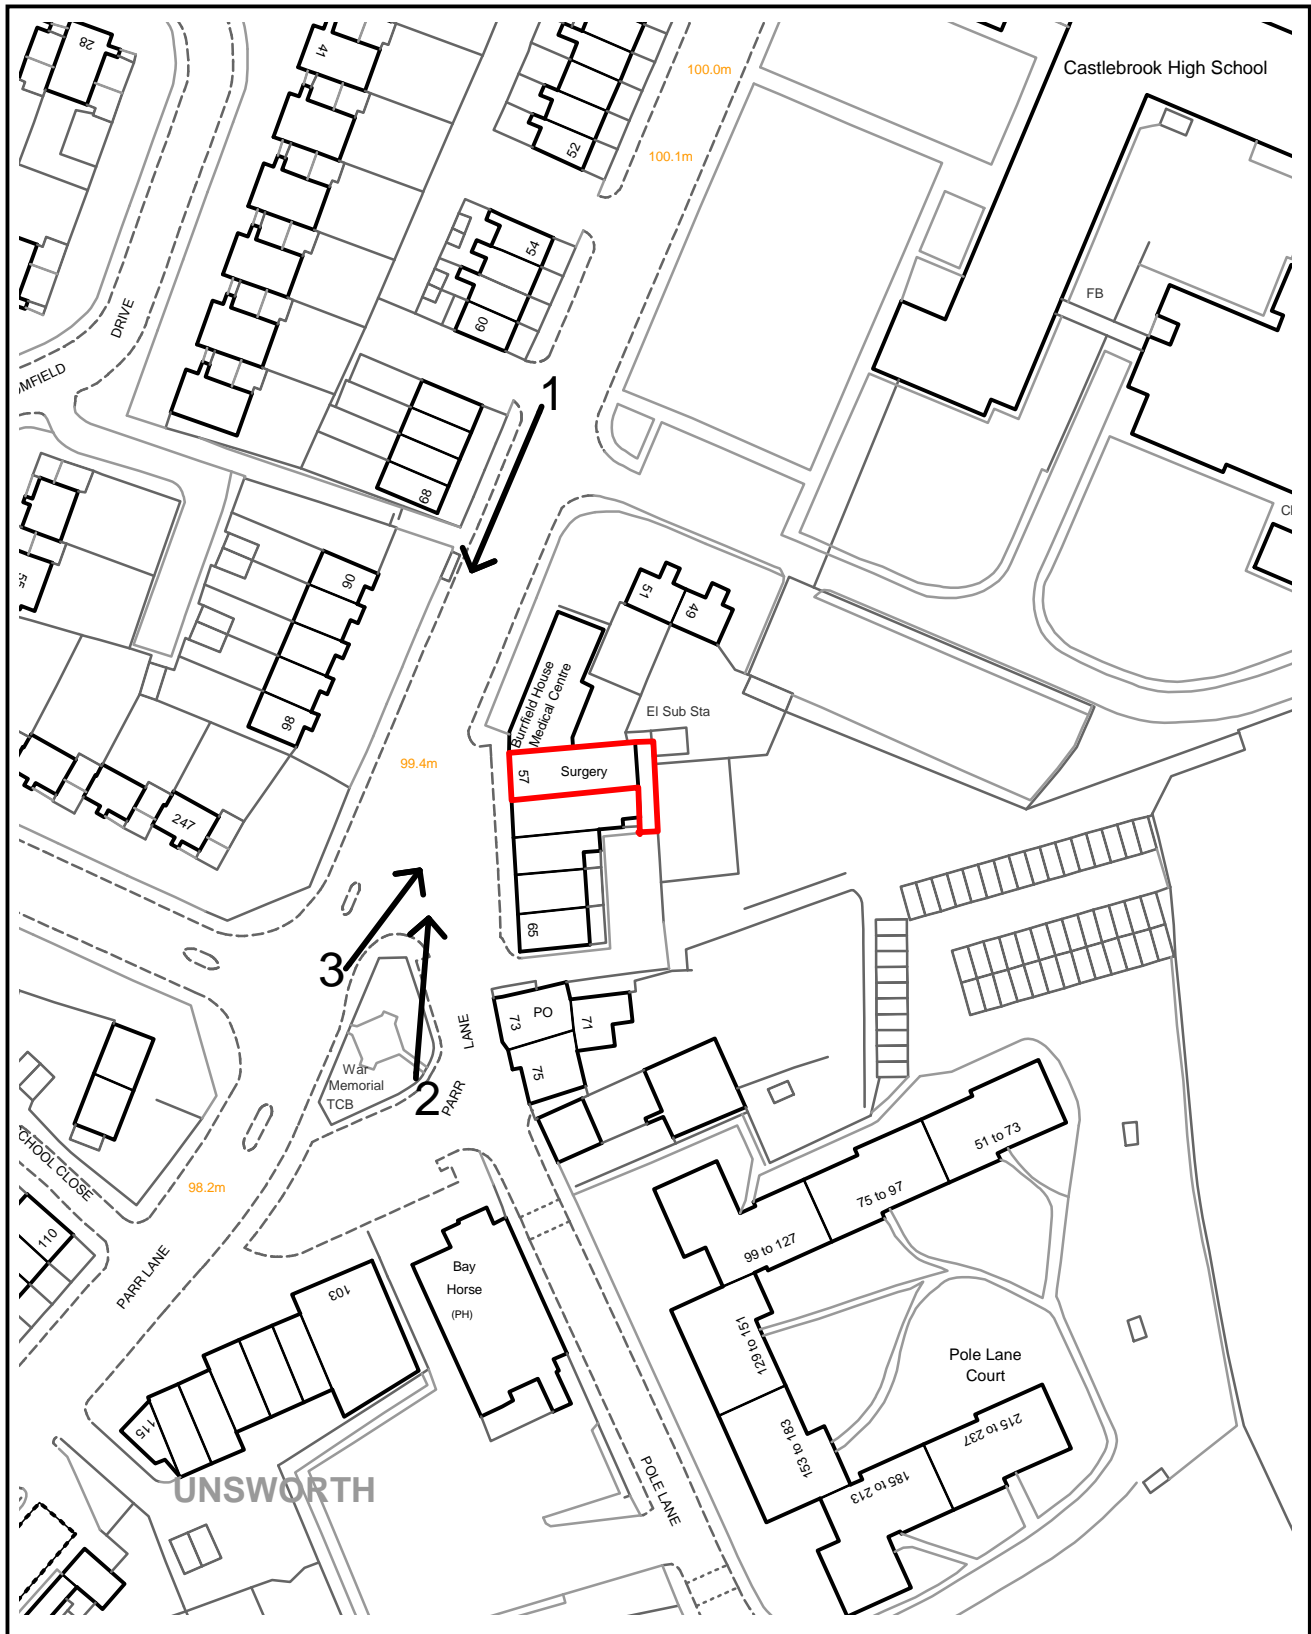 28
41
52
100.0m
100.1m
Castlebrook High School
54
60
FB
DRIVE
OMFIELD
1
68
55
90
98
51
49
Burrfield House
Medical Centre
El Sub Sta
57
Surgery
99.4m
247
65
3
2
War
Memorial
TCB
PARR
LANE
PO
73
71
75
51 to 73
75 to 97
99 to 127
CHOOL CLOSE
98.2m
110
PARR LANE
103
115
Bay
Horse
(PH)
129 to 151
153 to 183
Pole Lane
Court
215 to 237
185 to 213
POLE LANE
UNSWORTH